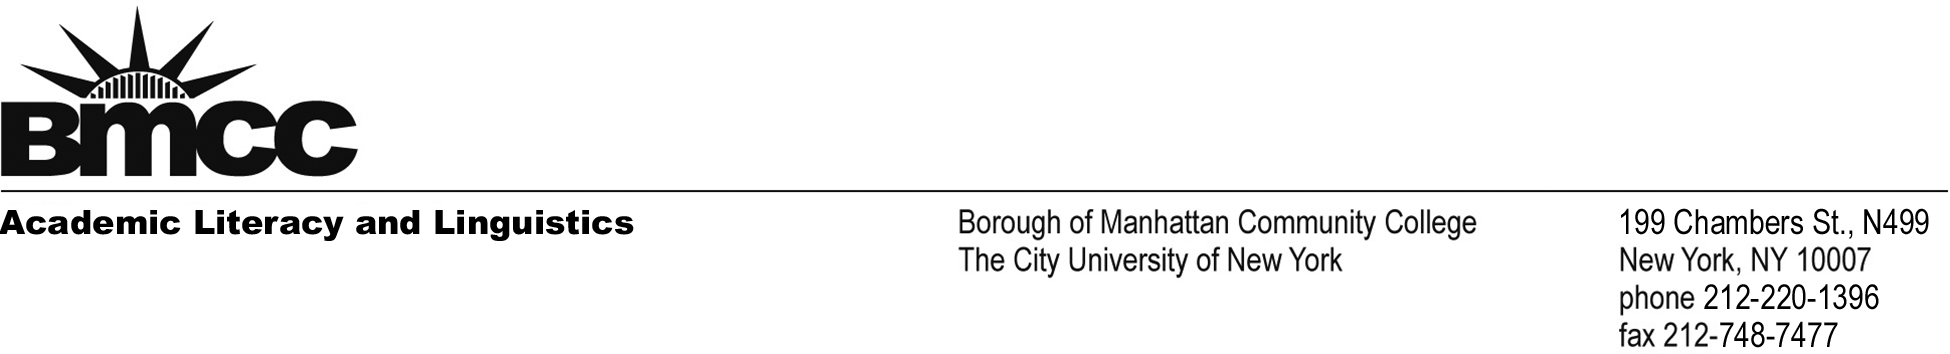 BMCC
Academic Literacy and Linguistics
Borough of Manhattan Community College
The City University of New York
199 Chambers St., N499
New York, NY 10007
phone 212-220-1396
fax 212-748-7477